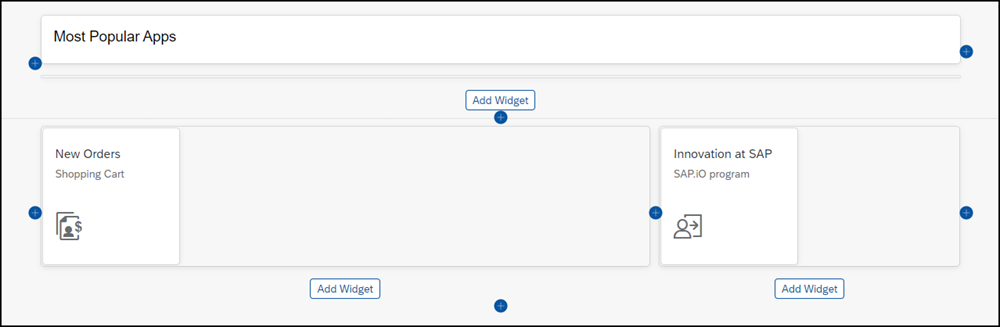 Most Popular Apps
Add Widget
New Orders
Shopping Cart
$
Innovation at SAP
SAP.iO program
Add Widget
Add Widget